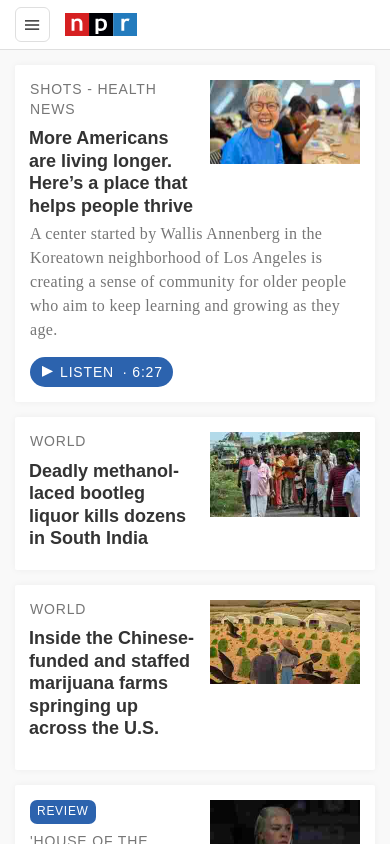 npr
SHOTS - HEALTH
NEWS
More Americans
are living longer.
Here’s a place that
helps people thrive
A center started by Wallis Annenberg in the
Koreatown neighborhood of Los Angeles is
creating a sense of community for older people
who aim to keep learning and growing as they
age.
LISTEN · 6:27
WORLD
Deadly methanol-
laced bootleg
liquor kills dozens
in South India
WORLD
Inside the Chinese-
funded and staffed
marijuana farms
springing up
across the U.S.
REVIEW
'HOUSE OF THE